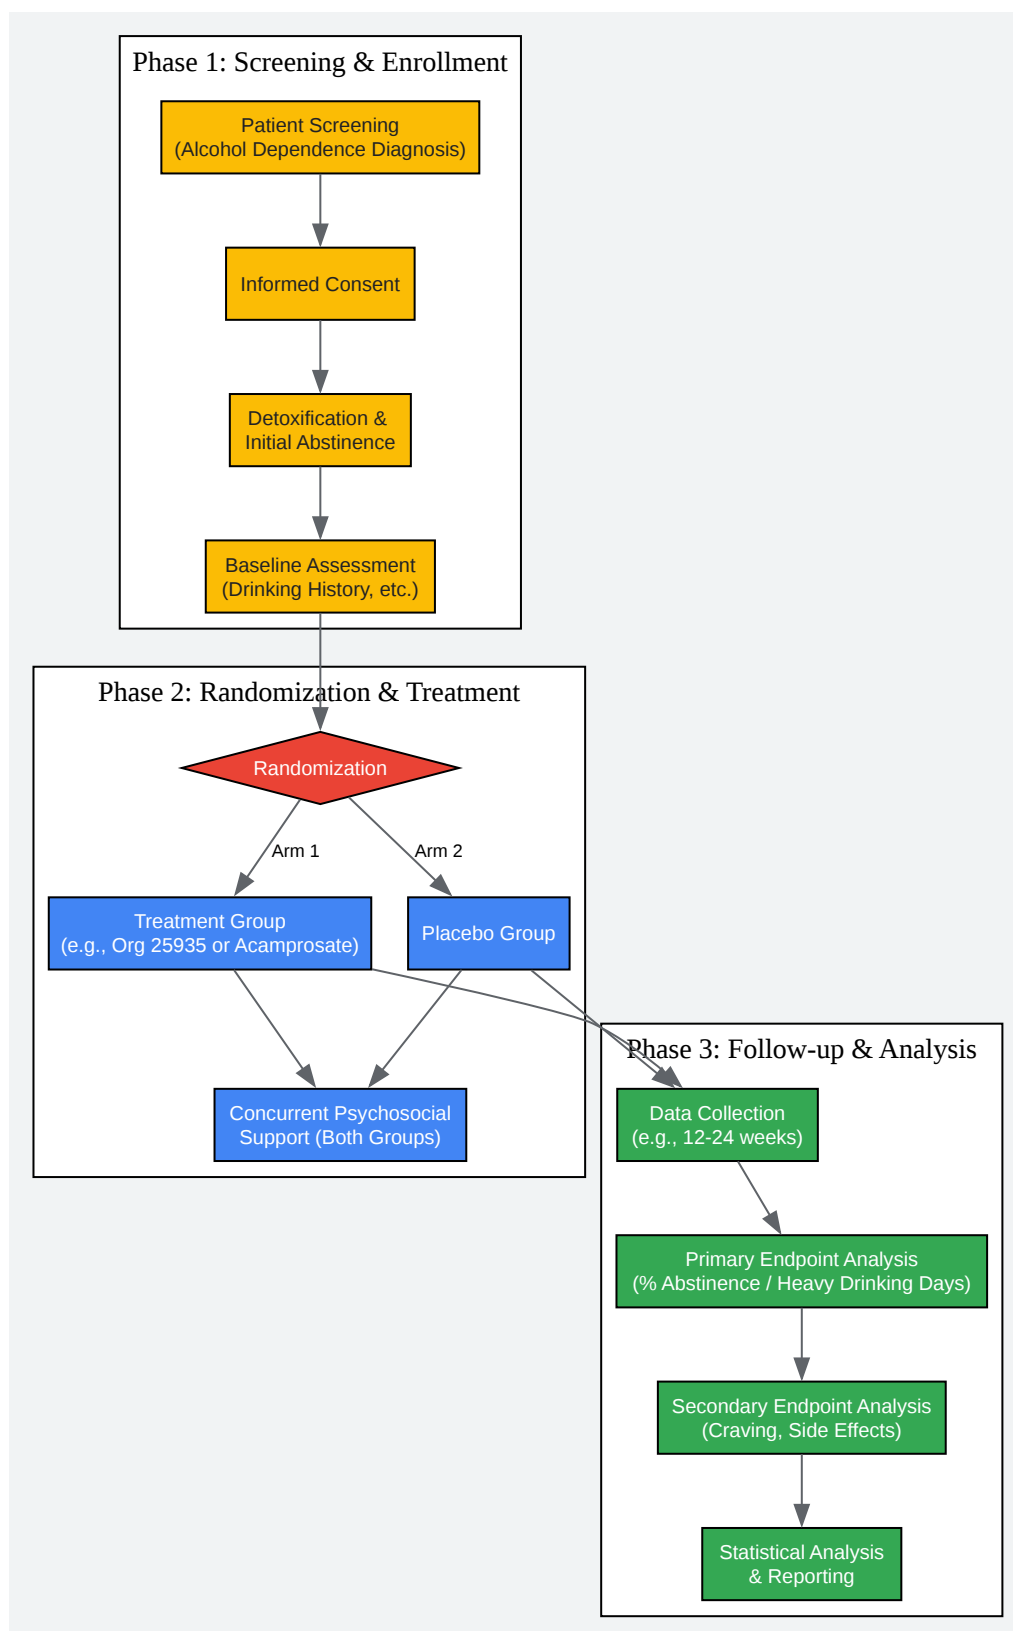 Phase 1: Screening & Enrollment
Patient Screening
(Alcohol Dependence Diagnosis)
Informed Consent
Detoxification &
Initial Abstinence
Baseline Assessment
(Drinking History, etc.)
Phase 2: Randomization & Treatment
Randomization
Arm 1
Arm 2
Treatment Group
(e.g., Org 25935 or Acamprosate)
Placebo Group
Concurrent Psychosocial
Support (Both Groups)
Phase 3: Follow-up & Analysis
Data Collection
(e.g., 12-24 weeks)
Primary Endpoint Analysis
(% Abstinence / Heavy Drinking Days)
Secondary Endpoint Analysis
(Craving, Side Effects)
Statistical Analysis
& Reporting